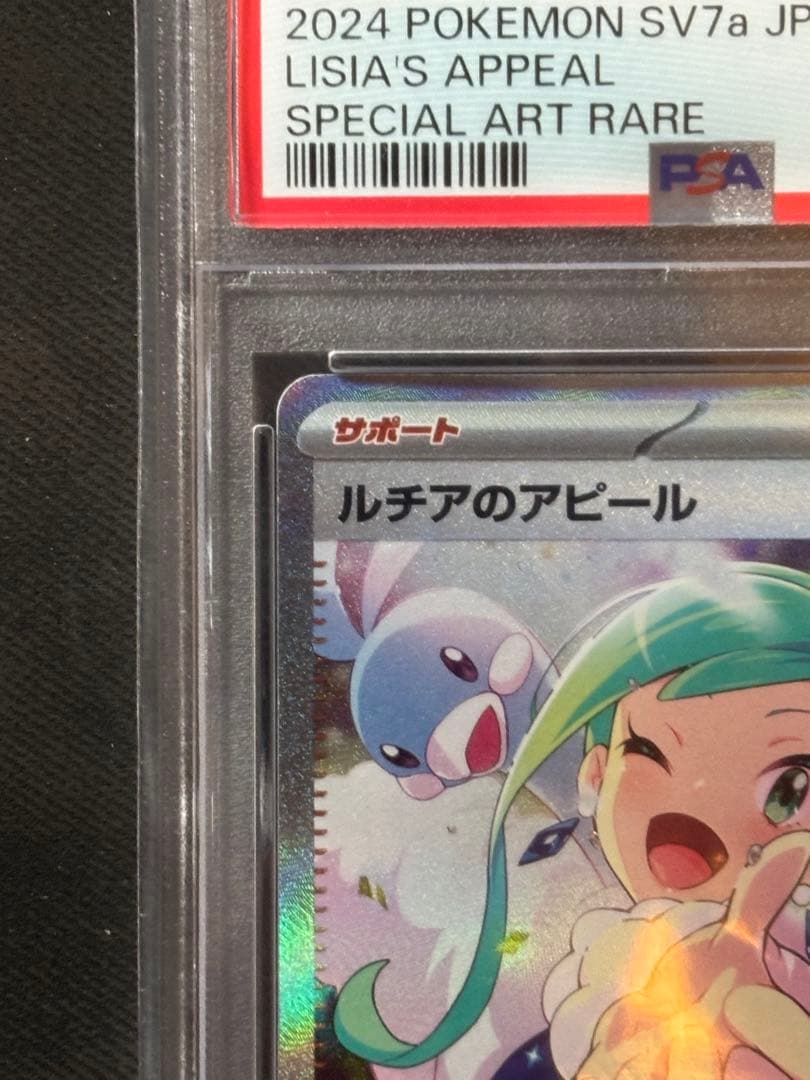 2024 POKEMON SV7a JP
LISIA'S APPEAL
SPECIAL ART RARE
PSA
サポート
ルチアのアピール